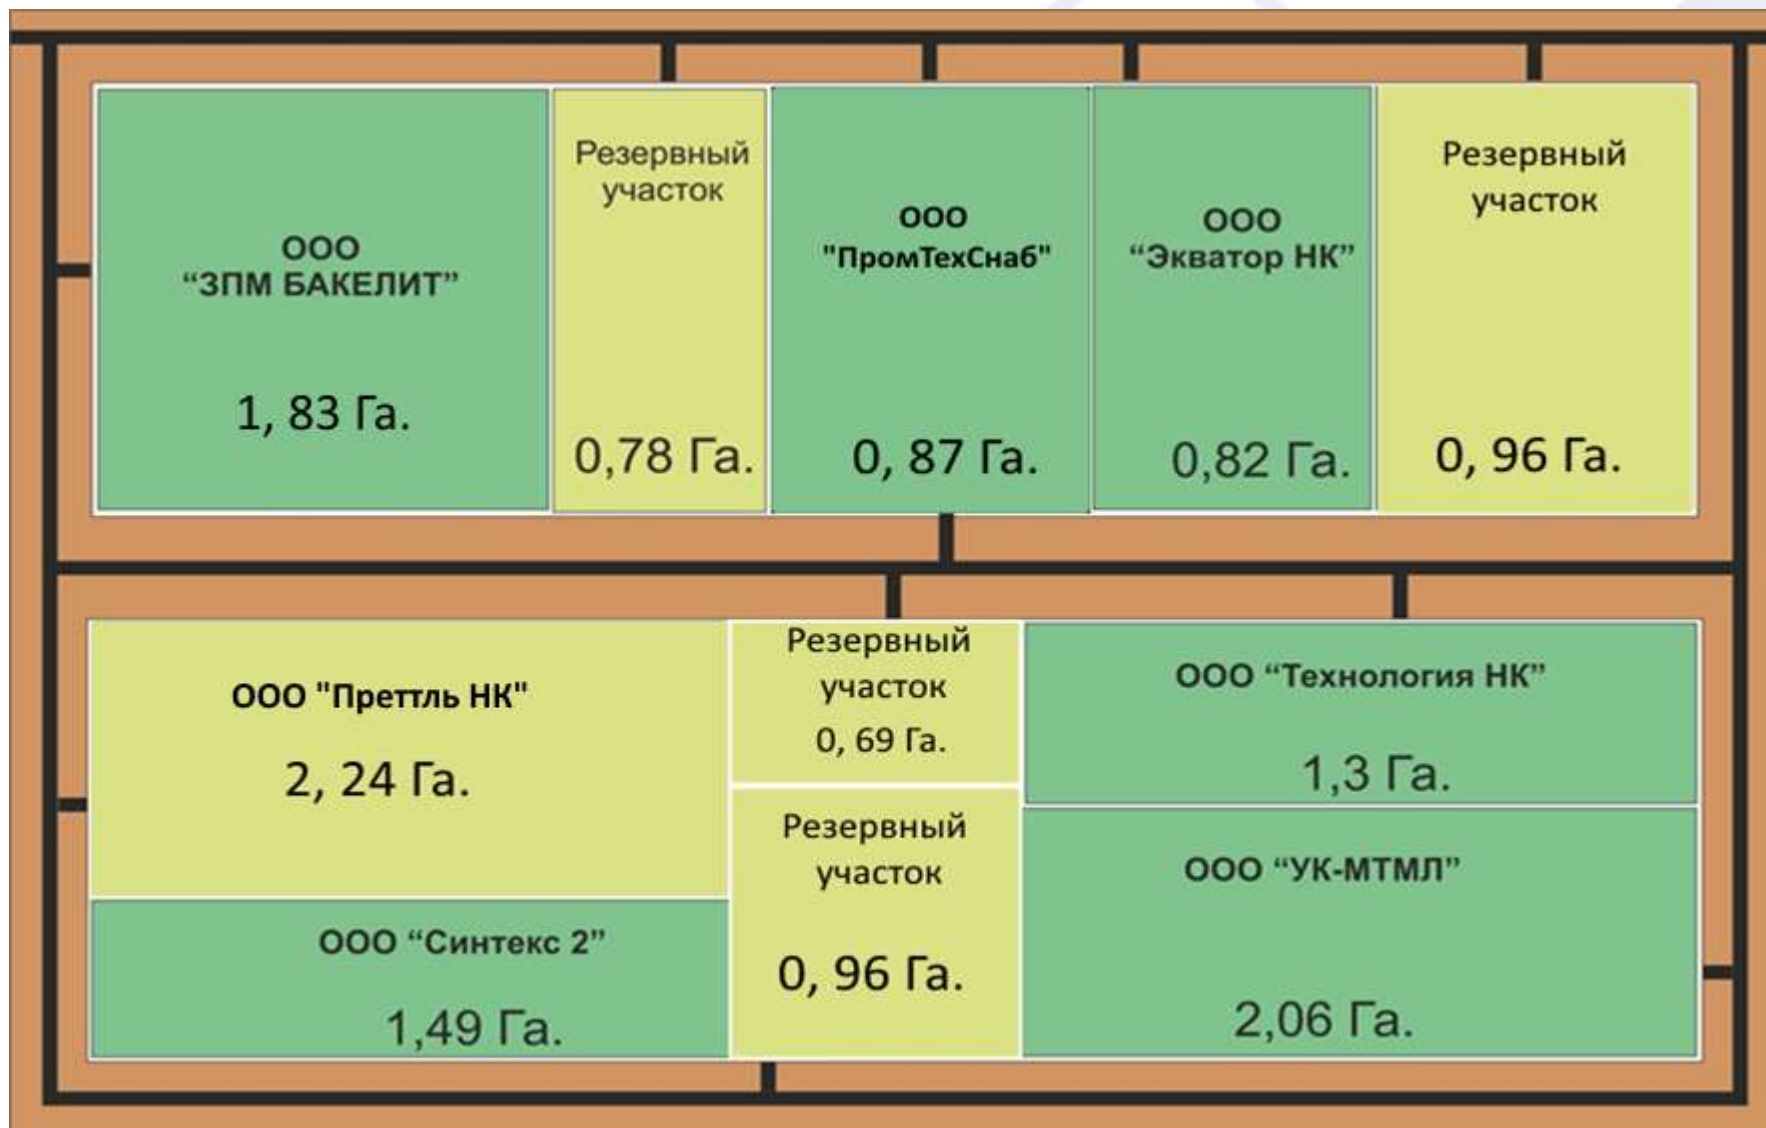 ООО
“ЗПМ БАКЕЛИТ”
1, 83 Га.
Резервный
участок
0,78 Га.
ООО
"ПромТехСнаб"
0, 87 Га.
ООО
“Экватор НК”
0,82 Га.
Резервный
участок
0, 96 Га.
ООО "Преттль НК"
2, 24 Га.
ООО “Синтекс 2”
1,49 Га.
Резервный
участок
0, 69 Га.
Резервный
участок
0, 96 Га.
ООО “Технология НК”
1,3 Га.
ООО “УК-МТМЛ”
2,06 Га.